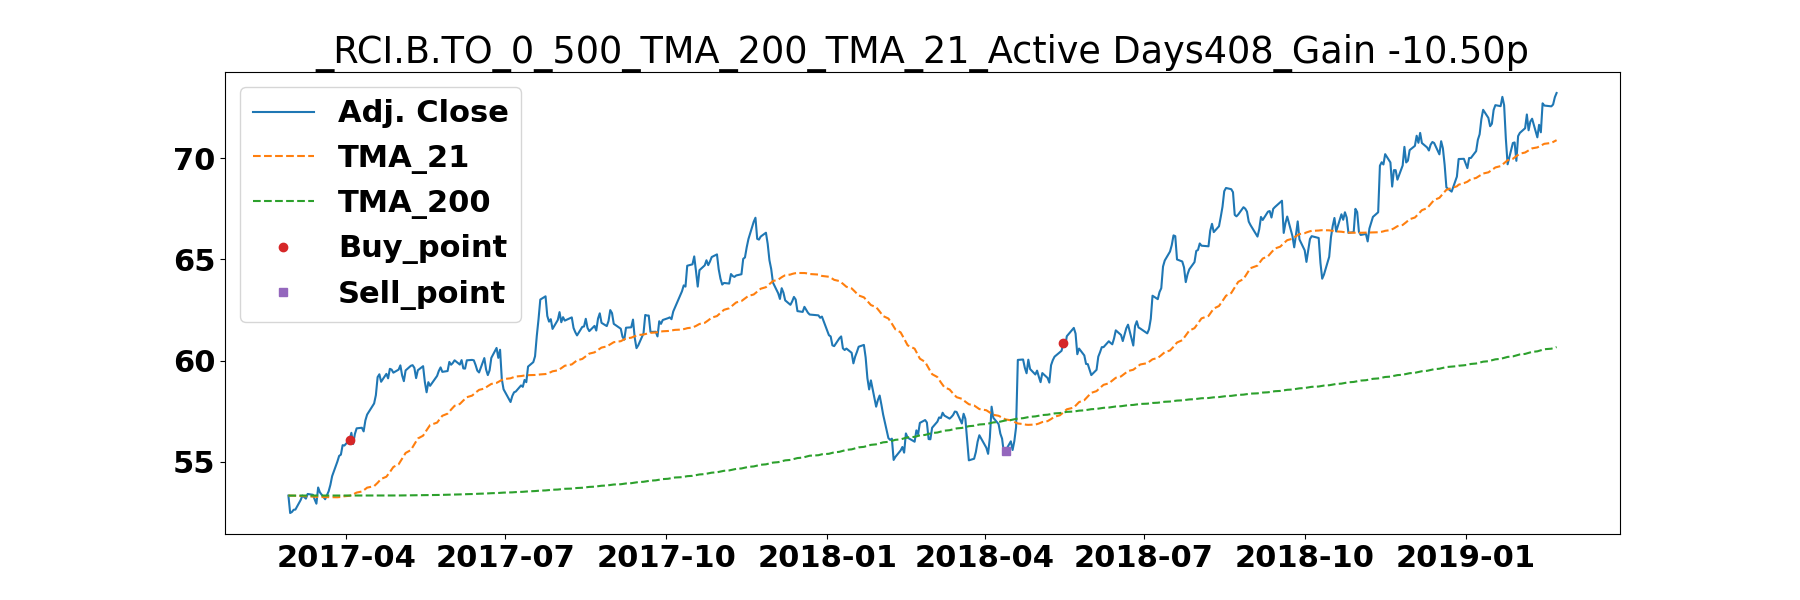 _RCI.B.TO_0_500_TMA_200_TMA_21_Active Days408_Gain -10.50p
Adj. Close
TMA_21
TMA_200
Buy_point
Sell_point
70
65
60
55
2017-04 2017-07 2017-10 2018-01 2018-04 2018-07 2018-10 2019-01